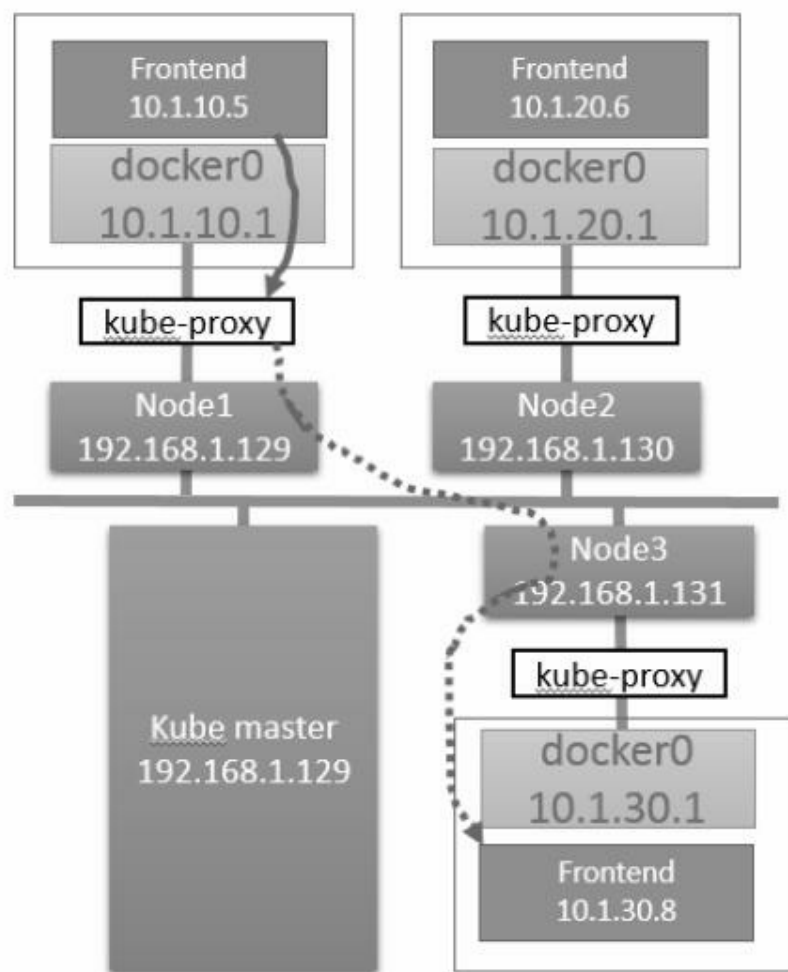 Frontend
10.1.10.5
docker0
10.1.10.1
kube-proxy
Node1
192.168.1.129
Frontend
10.1.20.6
docker0
10.1.20.1
kube-proxy
Node2
192.168.1.130
Kube master
192.168.1.129
Node3
192.168.1.131
kube-proxy
docker0
10.1.30.1
Frontend
10.1.30.8